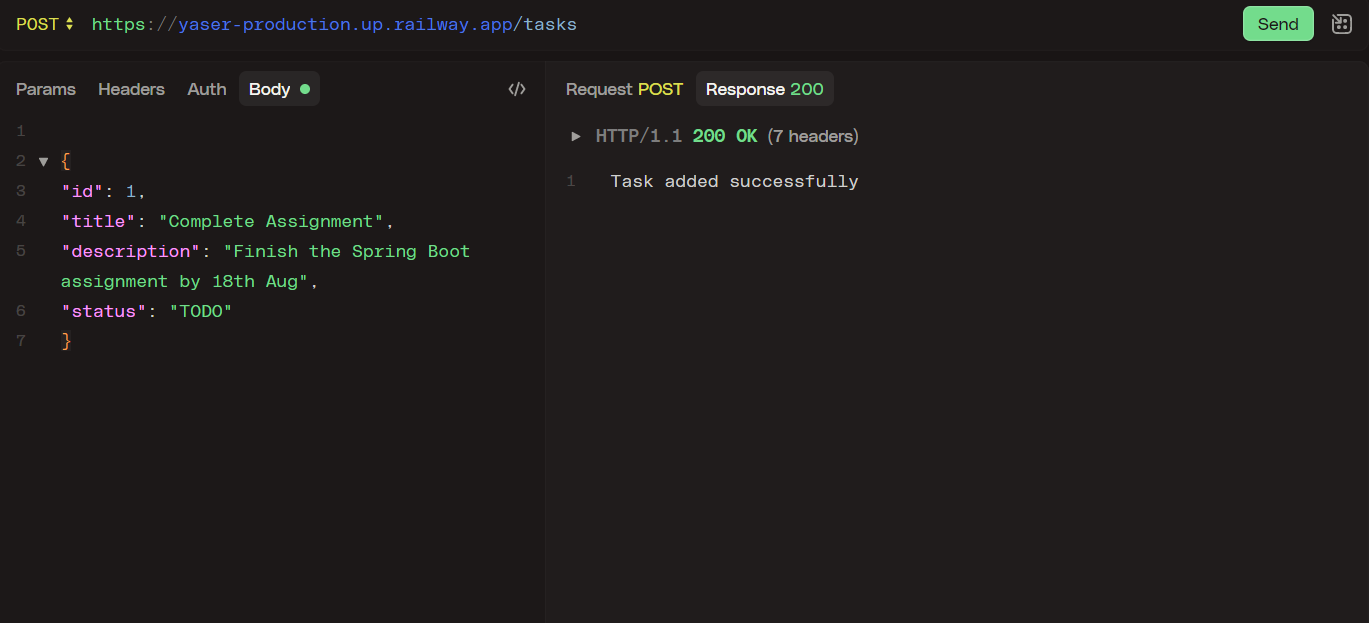 POST https://yaser-production.up.railway.app/tasks Send
Params Headers Auth Body
Request POST Response 200
HTTP/1.1 200 OK (7 headers)
1 Task added successfully
1
2 {
3 "id": 1,
4 "title": "Complete Assignment",
5 "description": "Finish the Spring Boot
assignment by 18th Aug",
6 "status": "TODO"
7 }